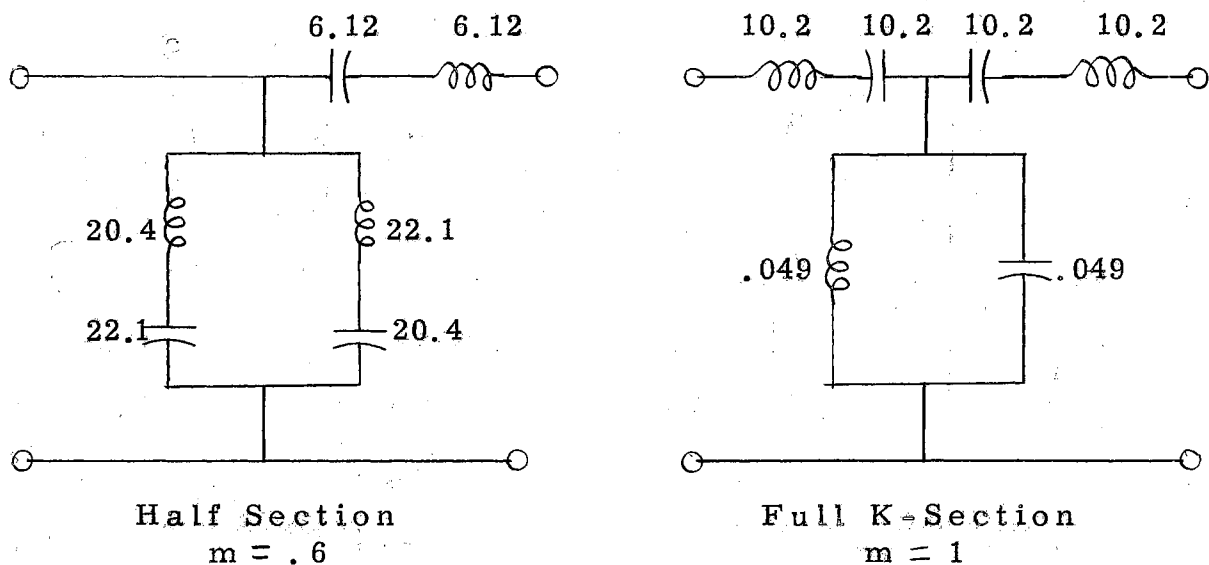 6.12 6.12
10.2 10.2 10.2 10.2
20.4 22.1
22.1 20.4
.049 .049
Half Section
m = .6
Full K-Section
m = 1